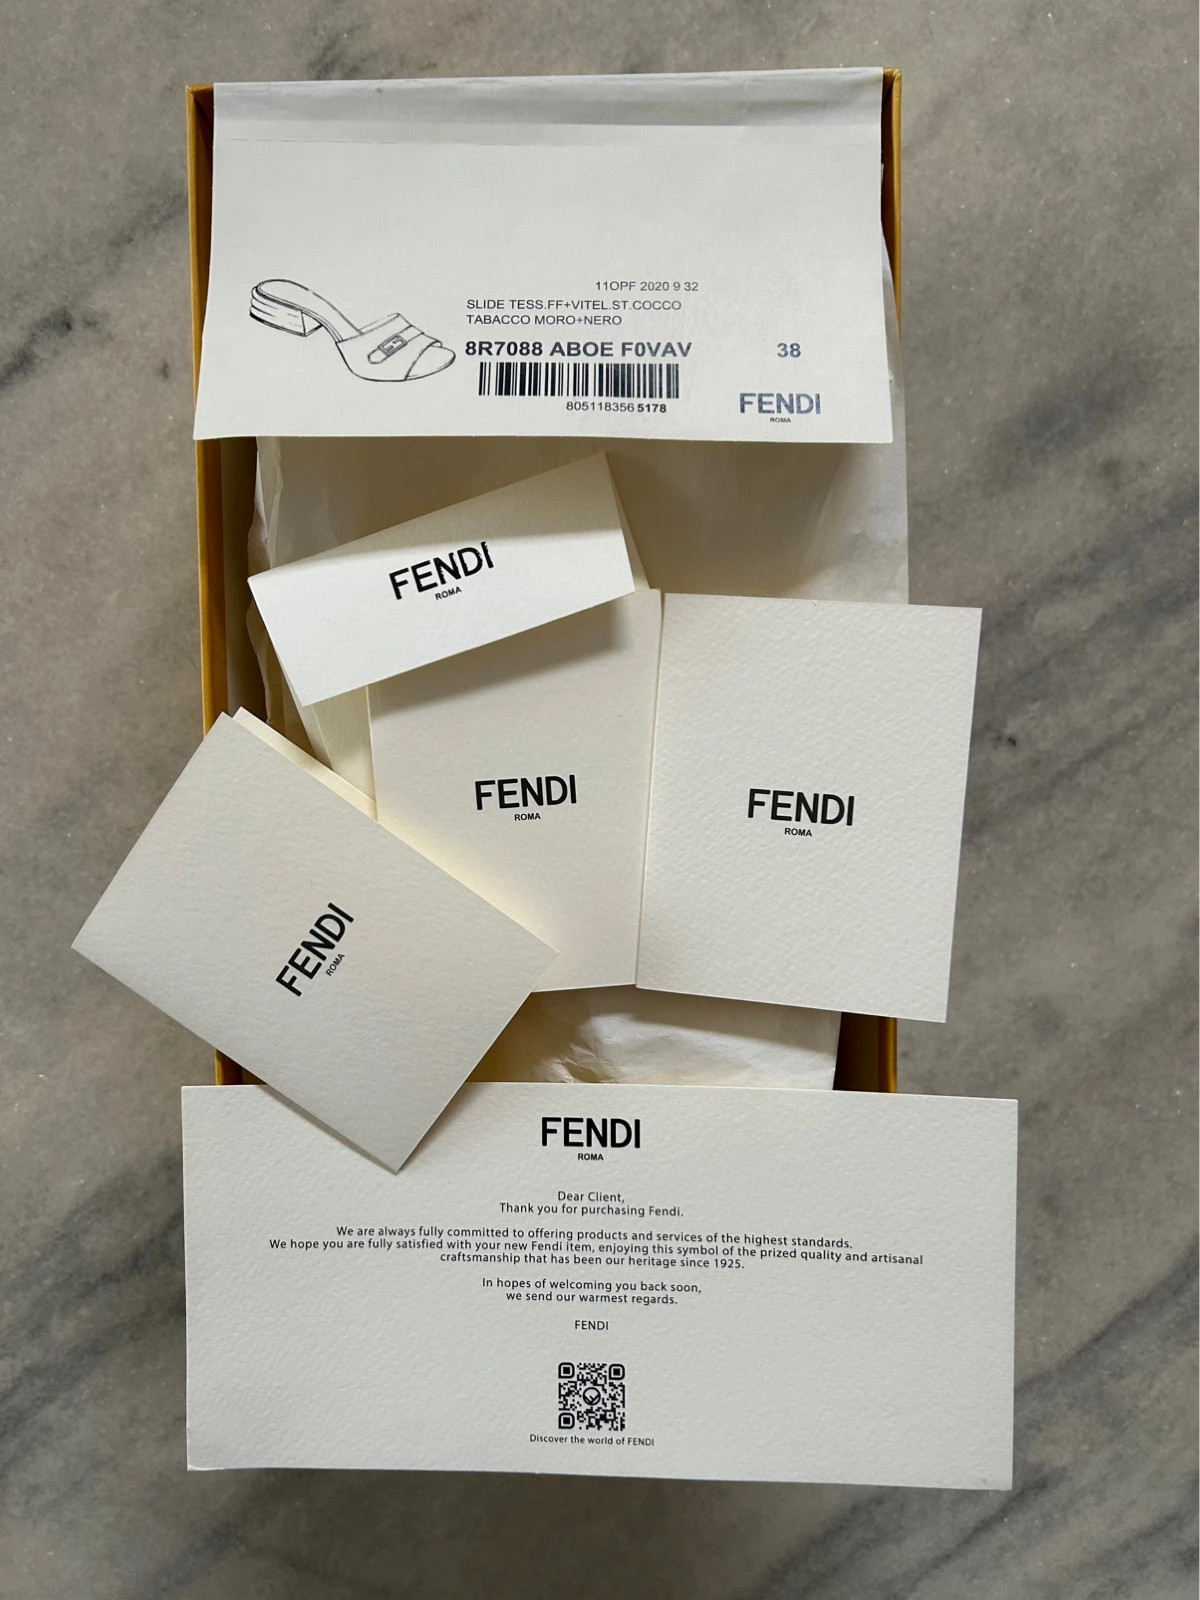 11OPF 2020 9 32
SLIDE TESS.FF+VITEL.ST.COCCO
TABACCO MORO+NERO
8R7088 ABOE F0VAV 38
805118356 5178
FENDI
ROMA
FENDI
ROMA
FENDI
ROMA
FENDI
ROMA
FENDI
ROMA
FENDI
ROMA
Dear Client,
Thank you for purchasing Fendi.
We are always fully committed to offering products and services of the highest standards.
We hope you are fully satisfied with your new Fendi item, enjoying this symbol of the prized quality and artisanal
craftsmanship that has been our heritage since 1925.
In hopes of welcoming you back soon,
we send our warmest regards.
FENDI
Discover the world of FENDI